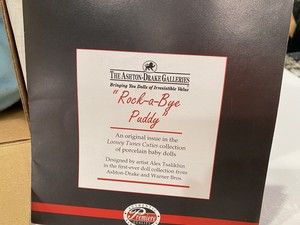 THE ASHTON-DRAKE GALLERIES
Bringing You Dolls of Irresistible Value
"Rock-a-Bye
Puddy"
An original issue in the
Looney Tunes Cuties collection
of porcelain baby dolls
Designed by artist Alex Tsalikhin
in the first-ever doll collection from
Ashton-Drake and Warner Bros.
Premiere